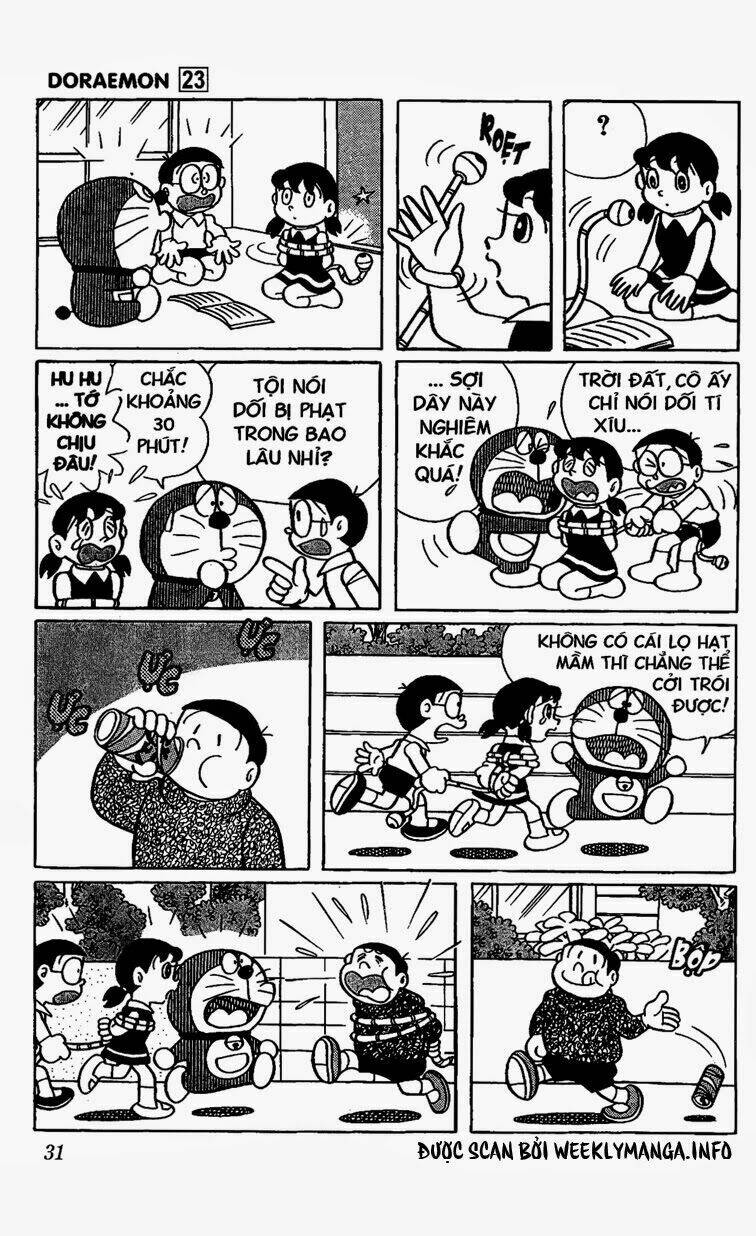 DORAEMON 23
?
ROẸT
TRỜI ĐẤT, CÔ ẤY
CHỈ NÓI DỐI TÍ
XÍU...
... SỢI
DÂY NÀY
NGHIÊM
KHẮC
QUÁ!
TỘI NÓI
DỐI BỊ PHẠT
TRONG BAO
LÂU NHỈ?
CHẮC
KHOẢNG
30
PHÚT!
HU HU
... TỚ
KHÔNG
CHỊU
ĐÂU!
KHÔNG CÓ CÁI LỌ HẠT
MẦM THÌ CHẲNG THỂ
CỞI TRÓI
ĐƯỢC!
ỰC
ỰC
ỰC
BỘP
31
ĐƯỢC SCAN BỞI WEEKLYMANGA.INFO